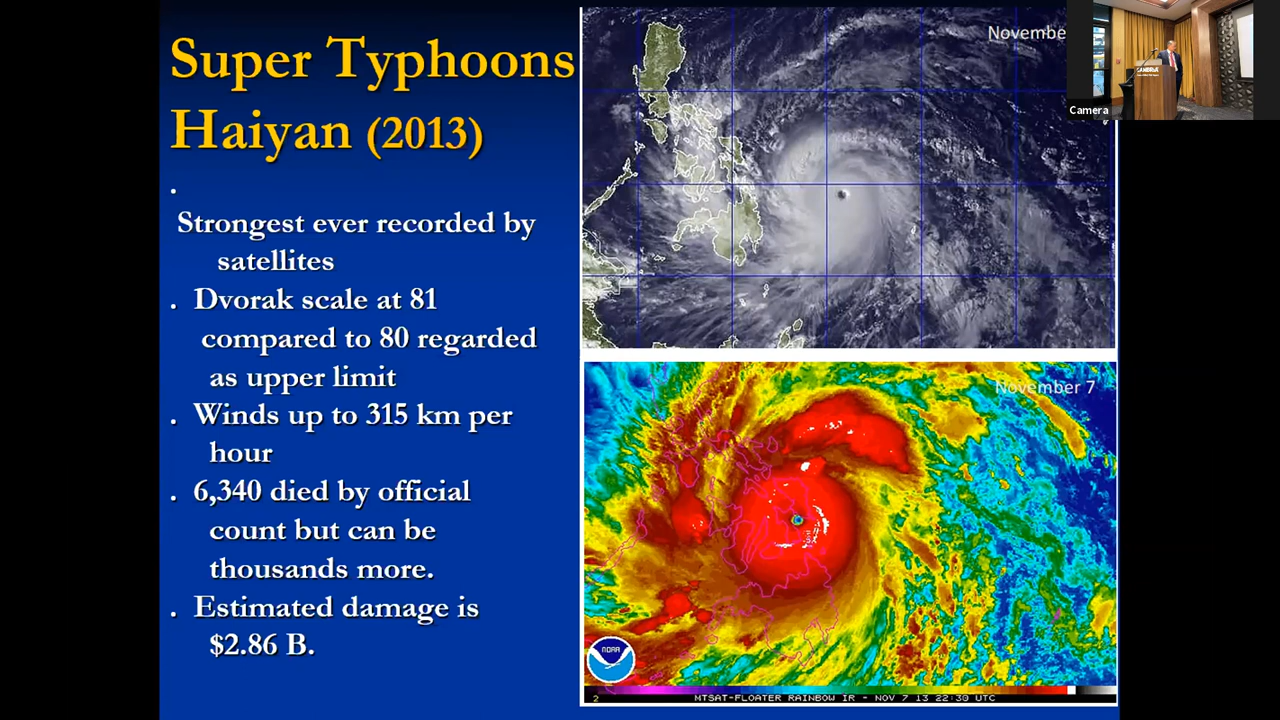 Super Typhoons
Haiyan (2013)
.
Strongest ever recorded by
satellites
. Dvorak scale at 81
compared to 80 regarded
as upper limit
. Winds up to 315 km per
hour
. 6,340 died by official
count but can be
thousands more.
. Estimated damage is
$2.86 B.
Novembe
Camera
November 7
NOAA
2 MTSAT-FLOATER RAINBOW IR - NOV 7 13 22:30 UTC